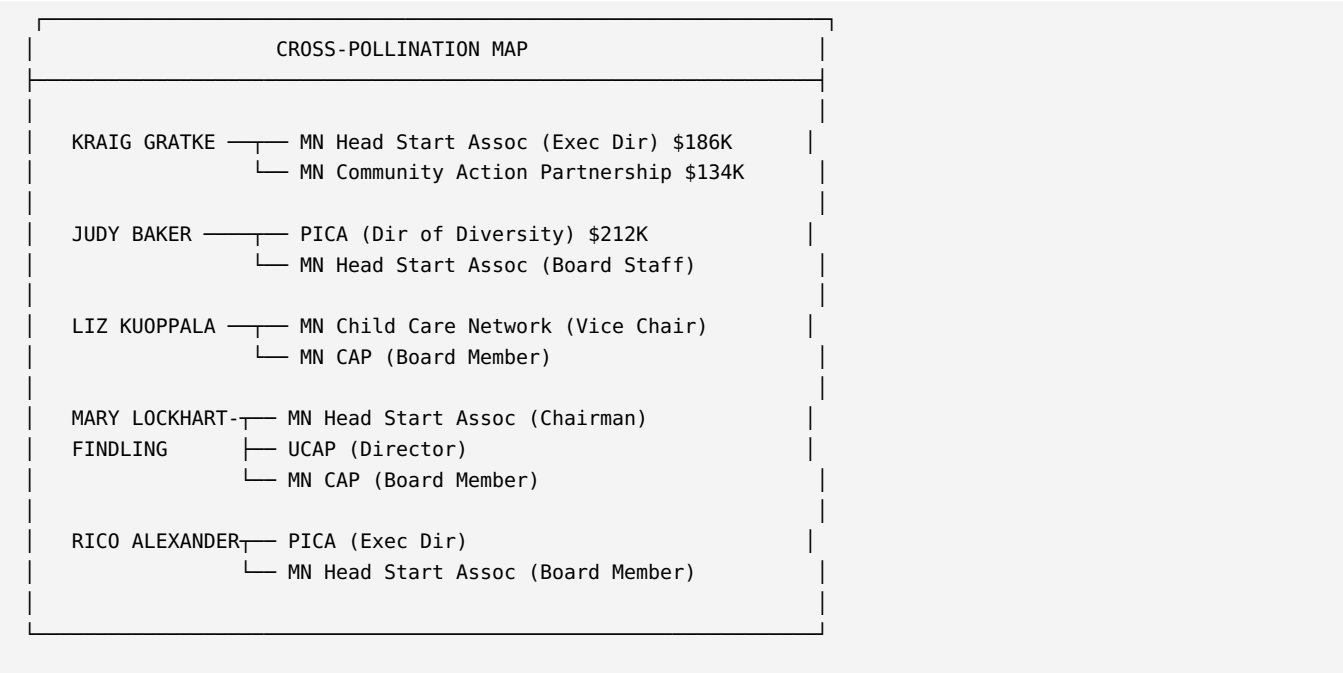 CROSS-POLLINATION MAP
KRAIG GRATKE ──┬── MN Head Start Assoc (Exec Dir) $186K
└── MN Community Action Partnership $134K
JUDY BAKER ────┬── PICA (Dir of Diversity) $212K
└── MN Head Start Assoc (Board Staff)
LIZ KUOPPALA ──┬── MN Child Care Network (Vice Chair)
└── MN CAP (Board Member)
MARY LOCKHART-┬── MN Head Start Assoc (Chairman)
FINDLING ├── UCAP (Director)
└── MN CAP (Board Member)
RICO ALEXANDER┬── PICA (Exec Dir)
└── MN Head Start Assoc (Board Member)